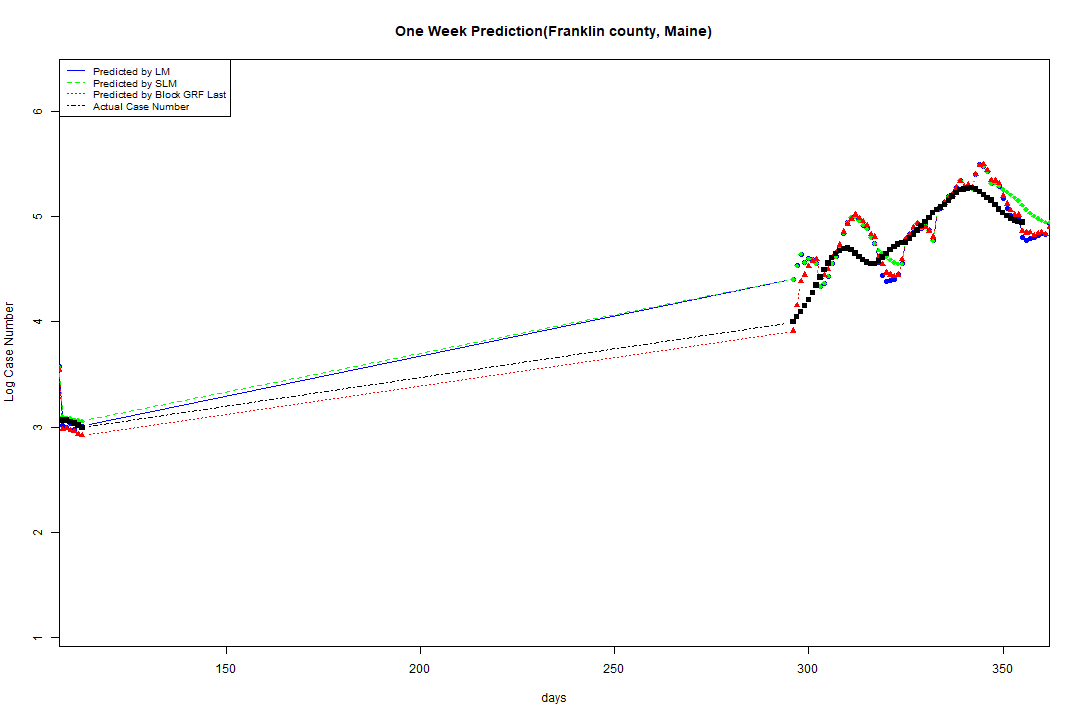 One Week Prediction(Franklin county, Maine)
Predicted by LM
Predicted by SLM
Predicted by Block GRF Last
Actual Case Number
6
5
4
3
2
1
Log Case Number
150
200
250
300
350
days